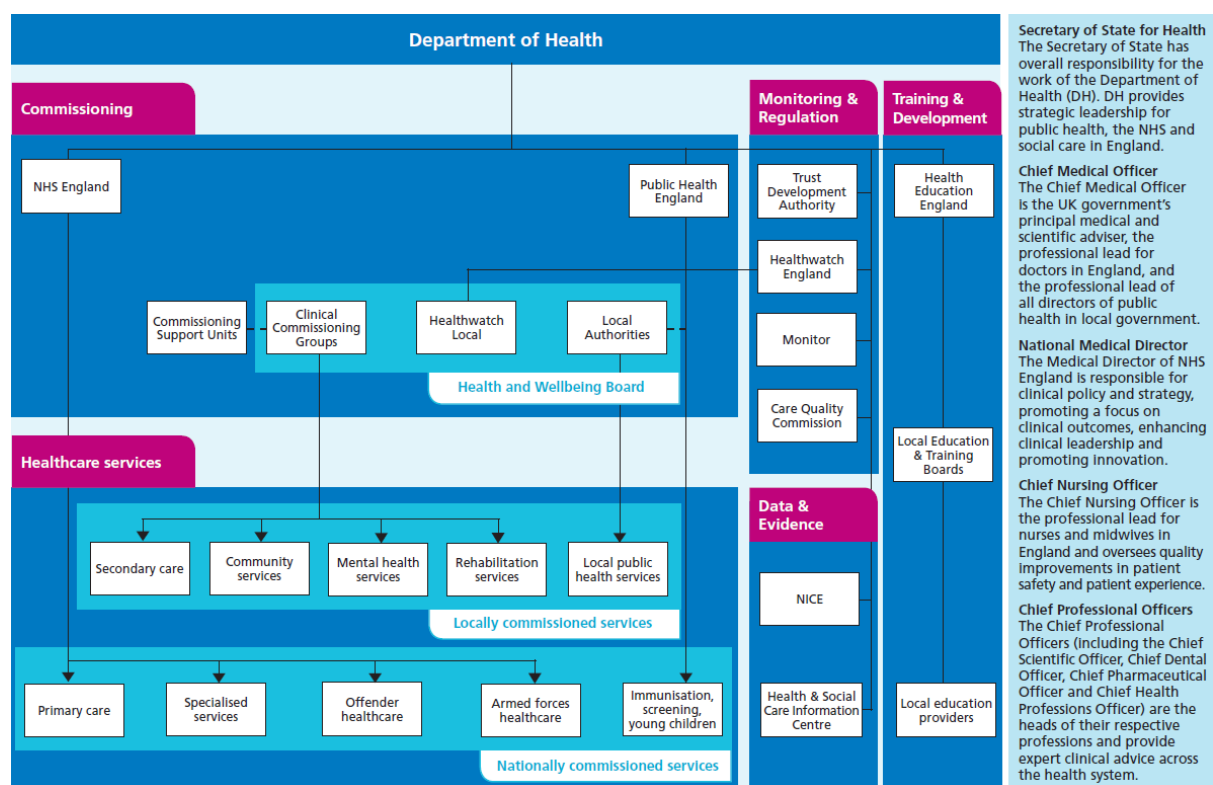 Department of Health
Commissioning
NHS England
Public Health
England
Commissioning
Support Units
Clinical
Commissioning
Groups
Healthwatch
Local
Local
Authorities
Health and Wellbeing Board
Monitoring &
Regulation
Trust
Development
Authority
Healthwatch
England
Monitor
Care Quality
Commission
Training &
Development
Health
Education
England
Local Education
& Training
Boards
Local education
providers
Healthcare services
Secondary care
Community
services
Mental health
services
Rehabilitation
services
Local public
health services
Locally commissioned services
Primary care
Specialised
services
Offender
healthcare
Armed forces
healthcare
Immunisation,
screening,
young children
Nationally commissioned services
Data &
Evidence
NICE
Health & Social
Care Information
Centre
Secretary of State for Health
The Secretary of State has
overall responsibility for the
work of the Department of
Health (DH). DH provides
strategic leadership for
public health, the NHS and
social care in England.
Chief Medical Officer
The Chief Medical Officer
is the UK government's
principal medical and
scientific adviser, the
professional lead for
doctors in England, and
the professional lead of
all directors of public
health in local government.
National Medical Director
The Medical Director of NHS
England is responsible for
clinical policy and strategy,
promoting a focus on
clinical outcomes, enhancing
clinical leadership and
promoting innovation.
Chief Nursing Officer
The Chief Nursing Officer is
the professional lead for
nurses and midwives in
England and oversees quality
improvements in patient
safety and patient experience.
Chief Professional Officers
The Chief Professional
Officers (including the Chief
Scientific Officer, Chief Dental
Officer, Chief Pharmaceutical
Officer and Chief Health
Professions Officer) are the
heads of their respective
professions and provide
expert clinical advice across
the health system.